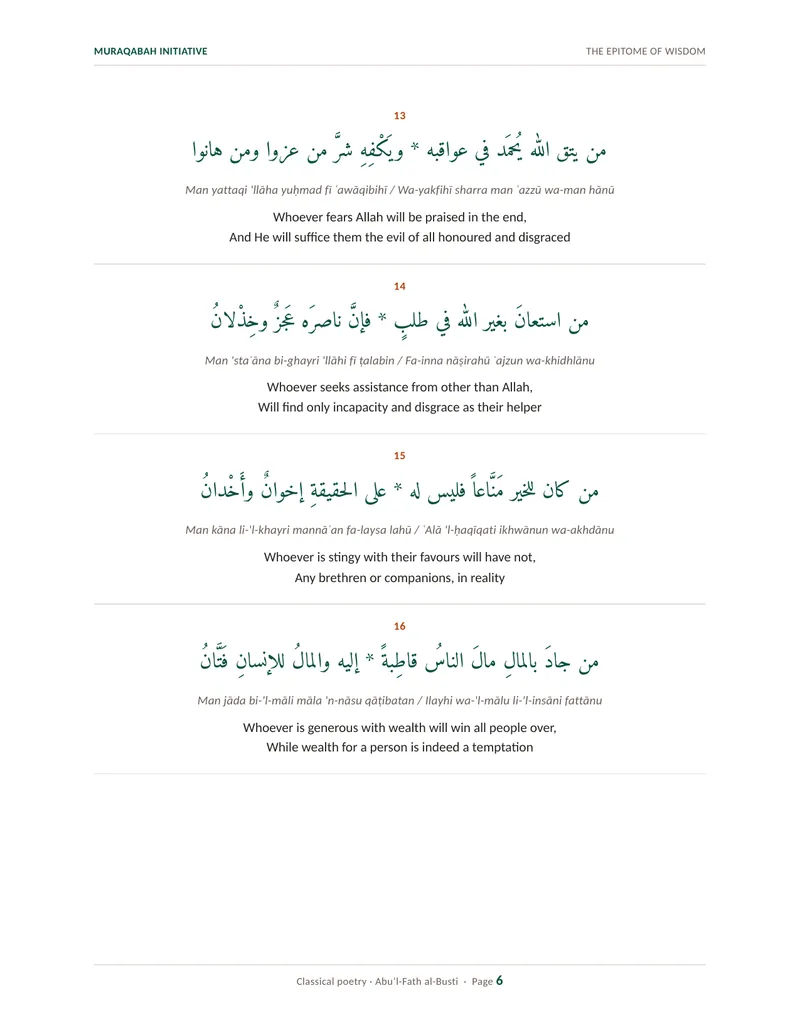 MURAQABAH INITIATIVE
THE EPITOME OF WISDOM
13
من يتق الله يُحمَد في عواقبه * ويَكْفِهِ شرَّ من عزوا ومن هانوا
Man yattaqi 'llāha yuḥmad fī ʿawāqibihī / Wa-yakfihī sharra man ʿazzū wa-man hānū
Whoever fears Allah will be praised in the end,
And He will suffice them the evil of all honoured and disgraced
14
من استعانَ بغير الله في طلبٍ * فإنَّ ناصرَه عَجزٌ وخِذْلانُ
Man 'staʿāna bi-ghayri 'llāhi fī ṭalabin / Fa-inna nāṣirahū ʿajzun wa-khidhlānu
Whoever seeks assistance from other than Allah,
Will find only incapacity and disgrace as their helper
15
من كان للخير مَنَّاعاً فليس له * على الحقيقةِ إخوانٌ وأَخْدانُ
Man kāna li-'l-khayri mannāʿan fa-laysa lahū / ʿAlā 'l-ḥaqīqati ikhwānun wa-akhdānu
Whoever is stingy with their favours will have not,
Any brethren or companions, in reality
16
من جادَ بالمالِ مالَ الناسُ قاطِبةً * إليه والمالُ للإنسانِ فَتَّانُ
Man jāda bi-'l-māli māla 'n-nāsu qāṭibatan / Ilayhi wa-'l-mālu li-'l-insāni fattānu
Whoever is generous with wealth will win all people over,
While wealth for a person is indeed a temptation
Classical poetry · Abu'l-Fath al-Busti · Page 6